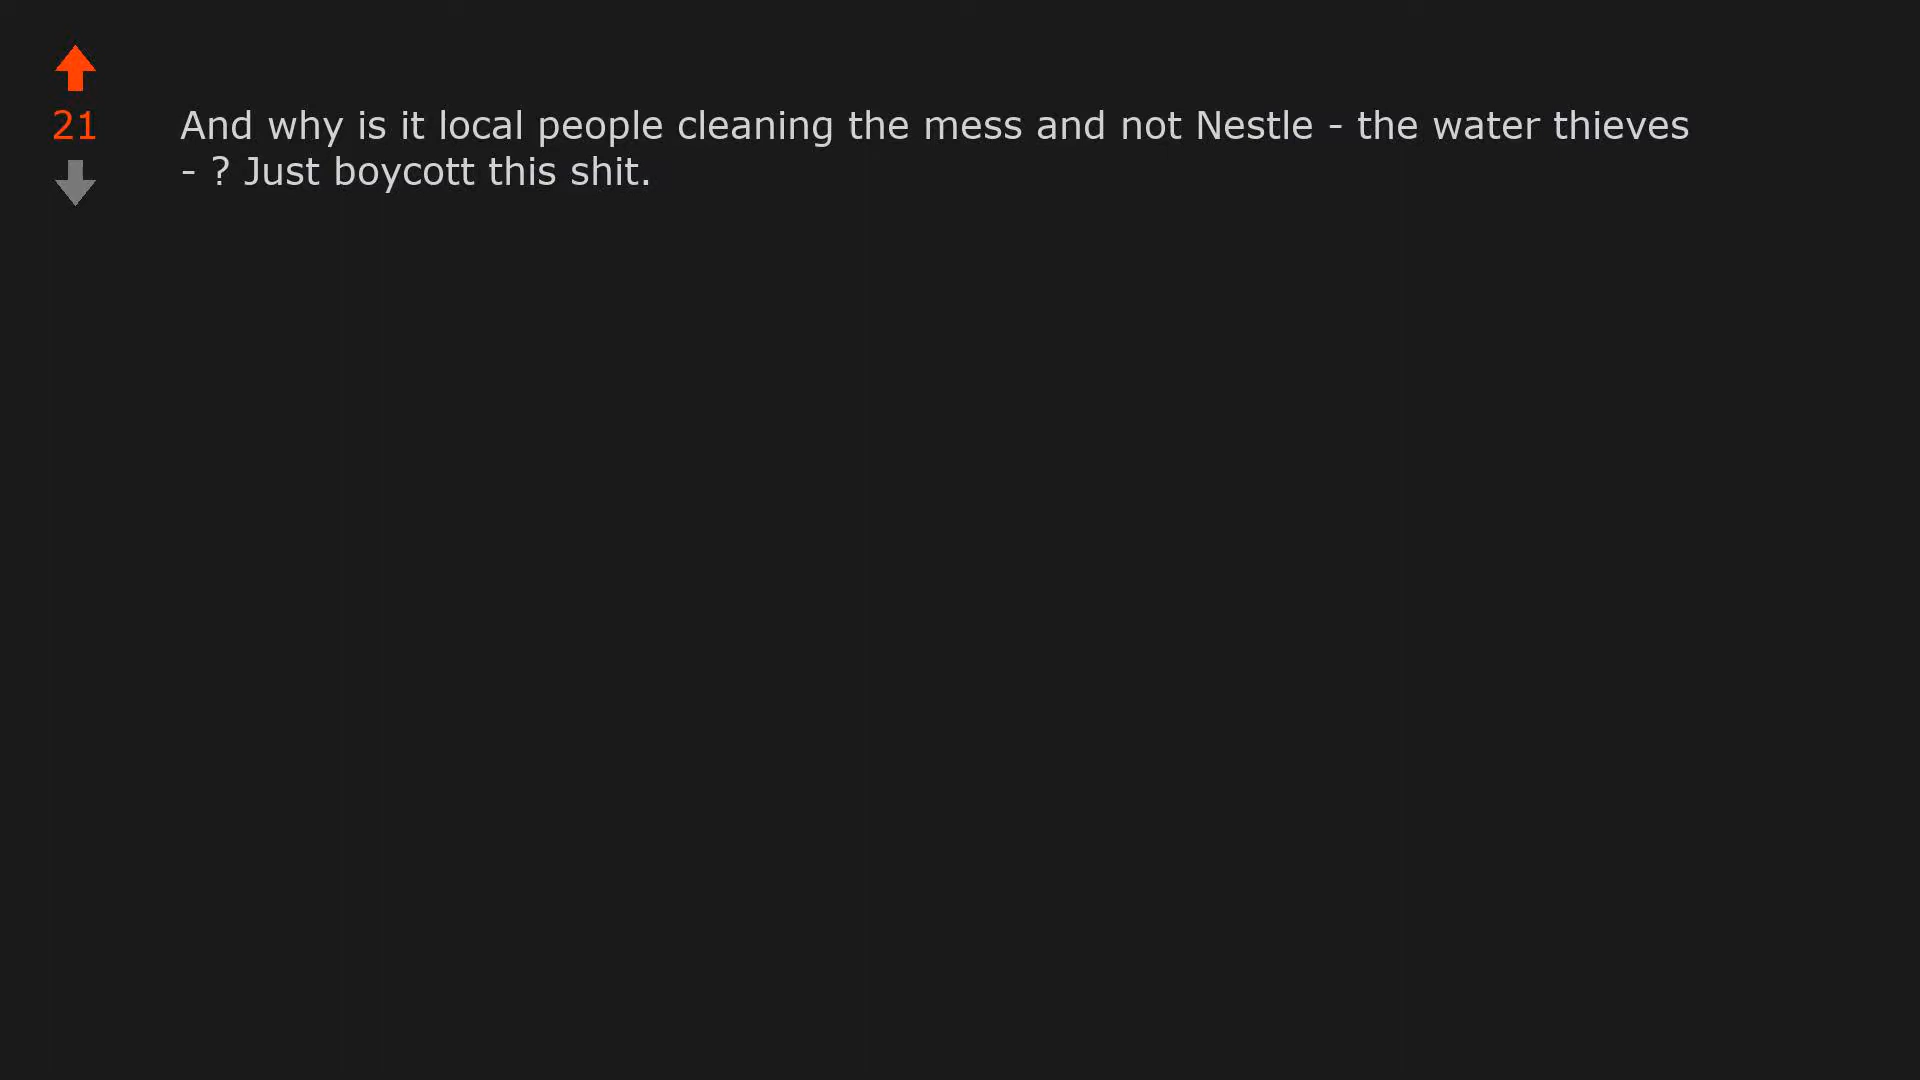 21
And why is it local people cleaning the mess and not Nestle - the water thieves
- ? Just boycott this shit.